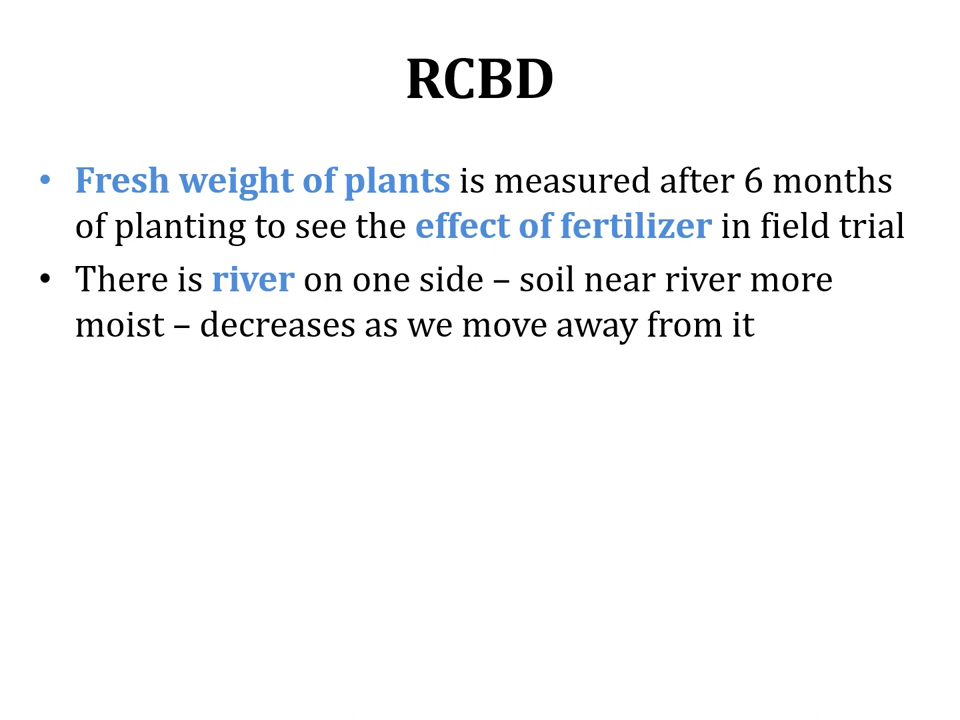 RCBD
• Fresh weight of plants is measured after 6 months
of planting to see the effect of fertilizer in field trial
• There is river on one side – soil near river more
moist – decreases as we move away from it